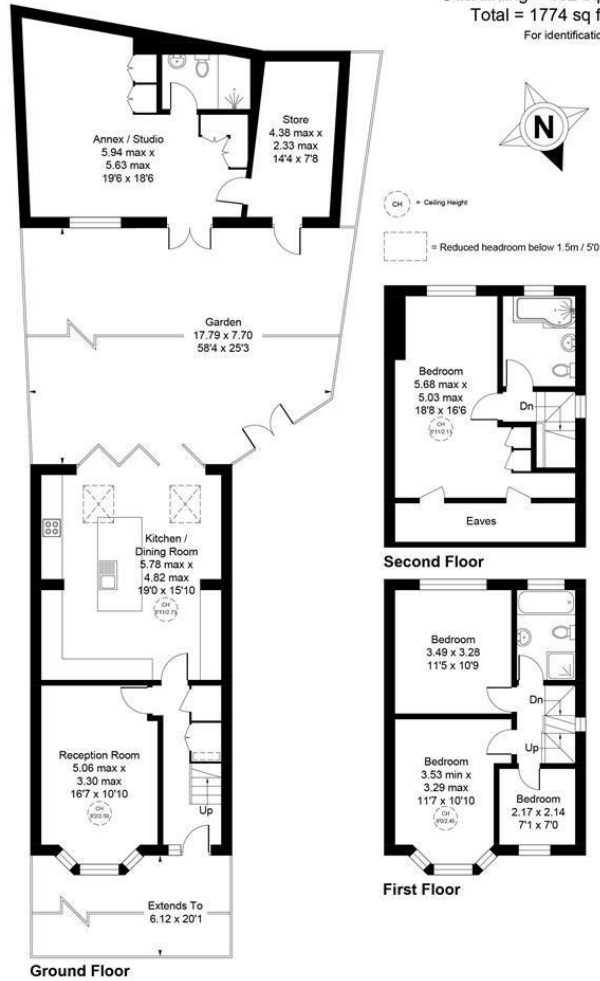 Total = 1774 sq f
For identificatio
N
CH = Ceiling Height
= Reduced headroom below 1.5m / 5'0
Annex / Studio
5.94 max x
5.63 max
19'6 x 18'6
Store
4.38 max x
2.33 max
14'4 x 7'8
Garden
17.79 x 7.70
58'4 x 25'3
Kitchen /
Dining Room
5.78 max x
4.82 max
19'0 x 15'10
CH
Reception Room
5.06 max x
3.30 max
16'7 x 10'10
CH
Up
Extends To
6.12 x 20'1
Ground Floor
Bedroom
5.68 max x
5.03 max
18'8 x 16'6
CH
Dn
Eaves
Second Floor
Bedroom
3.49 x 3.28
11'5 x 10'9
Dn
Up
Bedroom
3.53 min x
3.29 max
11'7 x 10'10
CH
Bedroom
2.17 x 2.14
7'1 x 7'0
First Floor